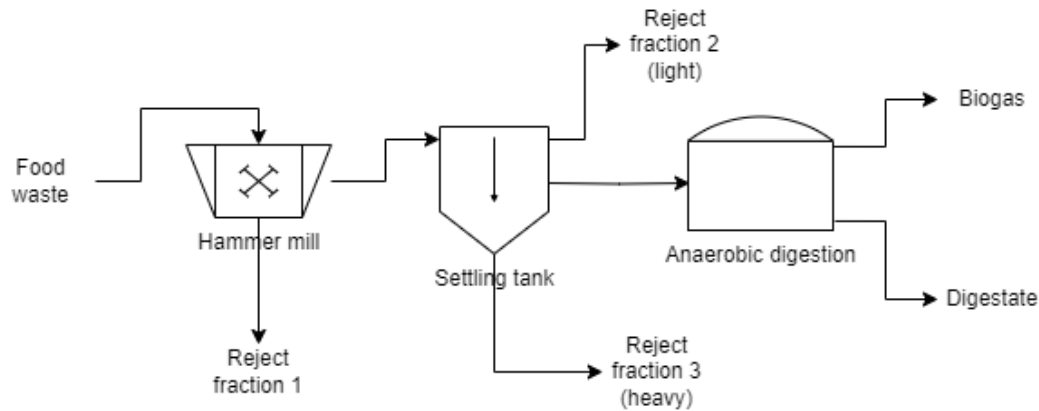 Food
waste
Hammer mill
Reject
fraction 1
Settling tank
Reject
fraction 2
(light)
Reject
fraction 3
(heavy)
Anaerobic digestion
Biogas
Digestate